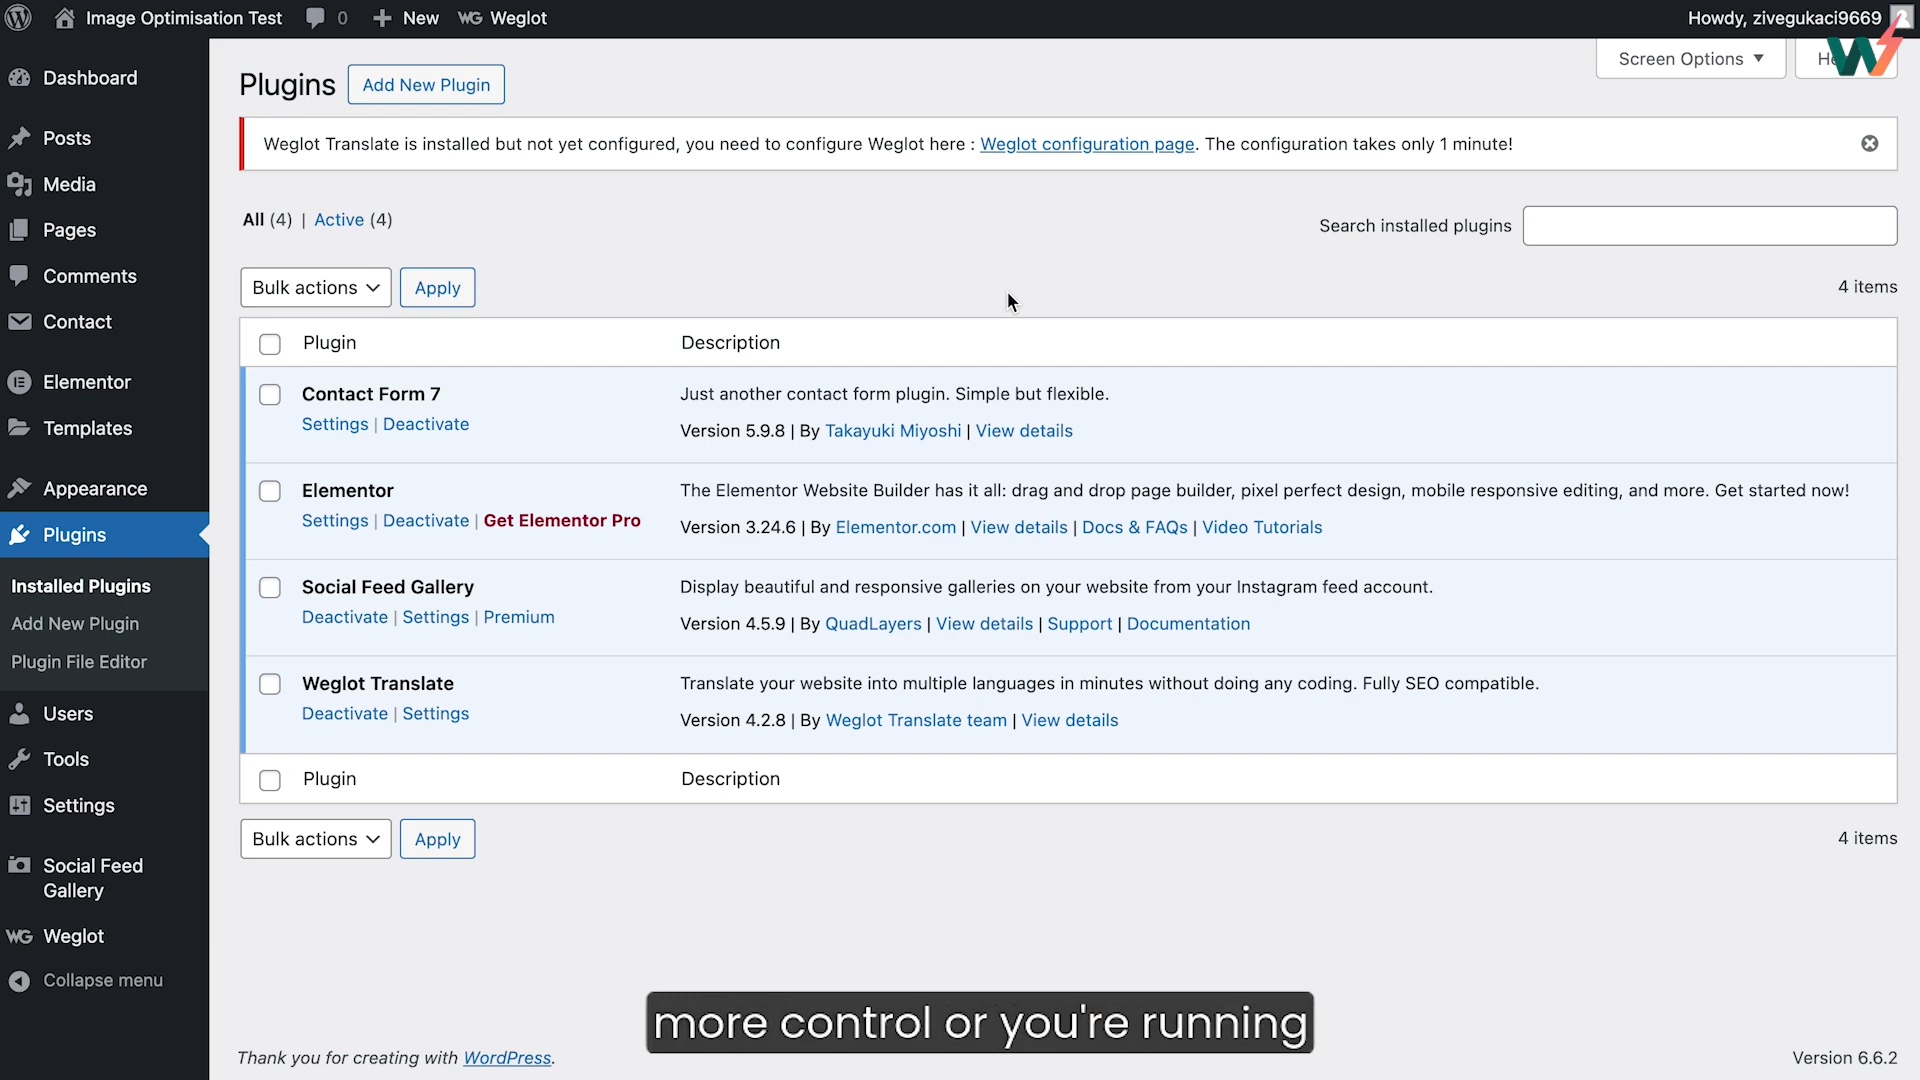 Image Optimisation Test 0 New WG Weglot Howdy, zivegukaci9669
Dashboard
Posts
Media
Pages
Comments
Contact
Elementor
Templates
Appearance
Plugins
Installed Plugins
Add New Plugin
Plugin File Editor
Users
Tools
Settings
Social Feed
Gallery
WG Weglot
Collapse menu
Screen Options
Plugins Add New Plugin
Weglot Translate is installed but not yet configured, you need to configure Weglot here : Weglot configuration page. The configuration takes only 1 minute!
All (4) | Active (4)
Search installed plugins
Bulk actions Apply 4 items
Plugin Description
Contact Form 7 Just another contact form plugin. Simple but flexible.
Settings | Deactivate Version 5.9.8 | By Takayuki Miyoshi | View details
Elementor The Elementor Website Builder has it all: drag and drop page builder, pixel perfect design, mobile responsive editing, and more. Get started now!
Settings | Deactivate | Get Elementor Pro Version 3.24.6 | By Elementor.com | View details | Docs & FAQs | Video Tutorials
Social Feed Gallery Display beautiful and responsive galleries on your website from your Instagram feed account.
Deactivate | Settings | Premium Version 4.5.9 | By QuadLayers | View details | Support | Documentation
Weglot Translate Translate your website into multiple languages in minutes without doing any coding. Fully SEO compatible.
Deactivate | Settings Version 4.2.8 | By Weglot Translate team | View details
Plugin Description
Bulk actions Apply 4 items
more control or you're running
Thank you for creating with WordPress. Version 6.6.2